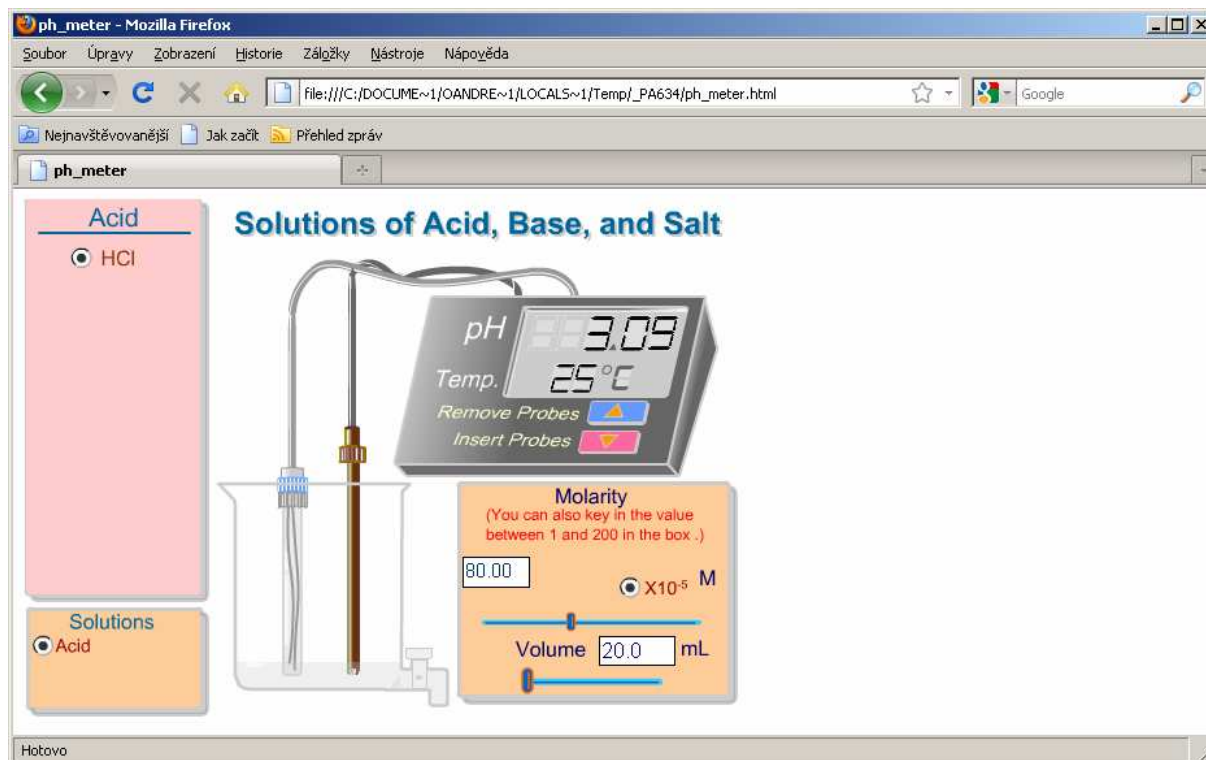 ph_meter - Mozilla Firefox
Soubor Úpravy Zobrazení Historie Záložky Nástroje Nápověda
file:///C:/DOCUME~1/OANDRE~1/LOCALS~1/Temp/_PA634/ph_meter.html
Google
Nejnavštěvovanější Jak začít Přehled zpráv
ph_meter
Acid
HCl
Solutions of Acid, Base, and Salt
pH 3.09
Temp. 25°C
Remove Probes
Insert Probes
Molarity
(You can also key in the value
between 1 and 200 in the box .)
80.00 X10-5 M
Volume 20.0 mL
Solutions
Acid
Hotovo